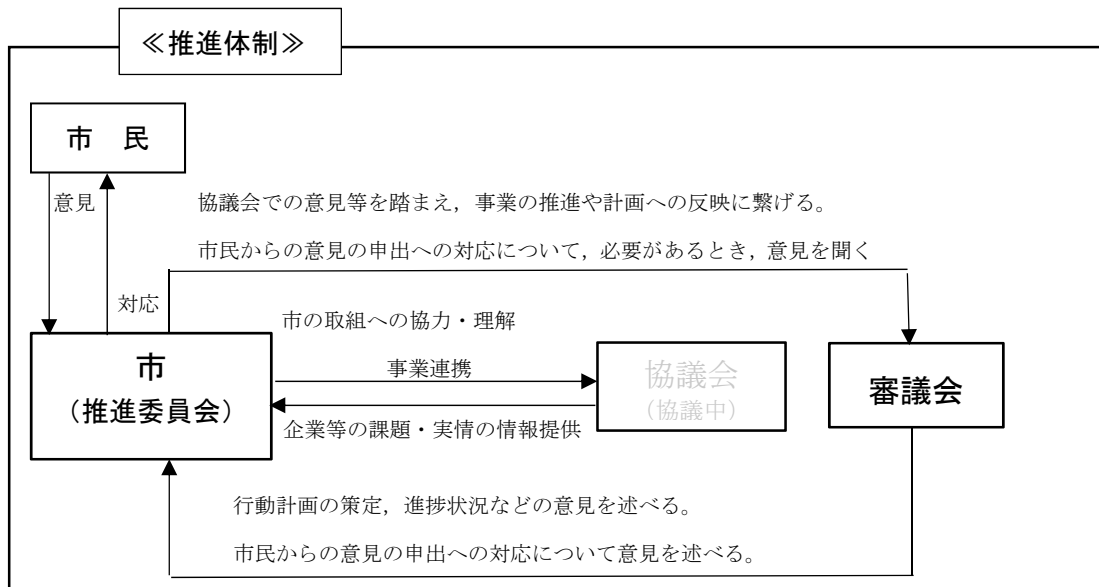 ≪推進体制≫
市　民
意見
協議会での意見等を踏まえ，事業の推進や計画への反映に繋げる。
市民からの意見の申出への対応について，必要があるとき，意見を聞く
対応
市の取組への協力・理解
市
（推進委員会）
事業連携
協議会
（協議中）
審議会
企業等の課題・実情の情報提供
行動計画の策定，進捗状況などの意見を述べる。
市民からの意見の申出への対応について意見を述べる。